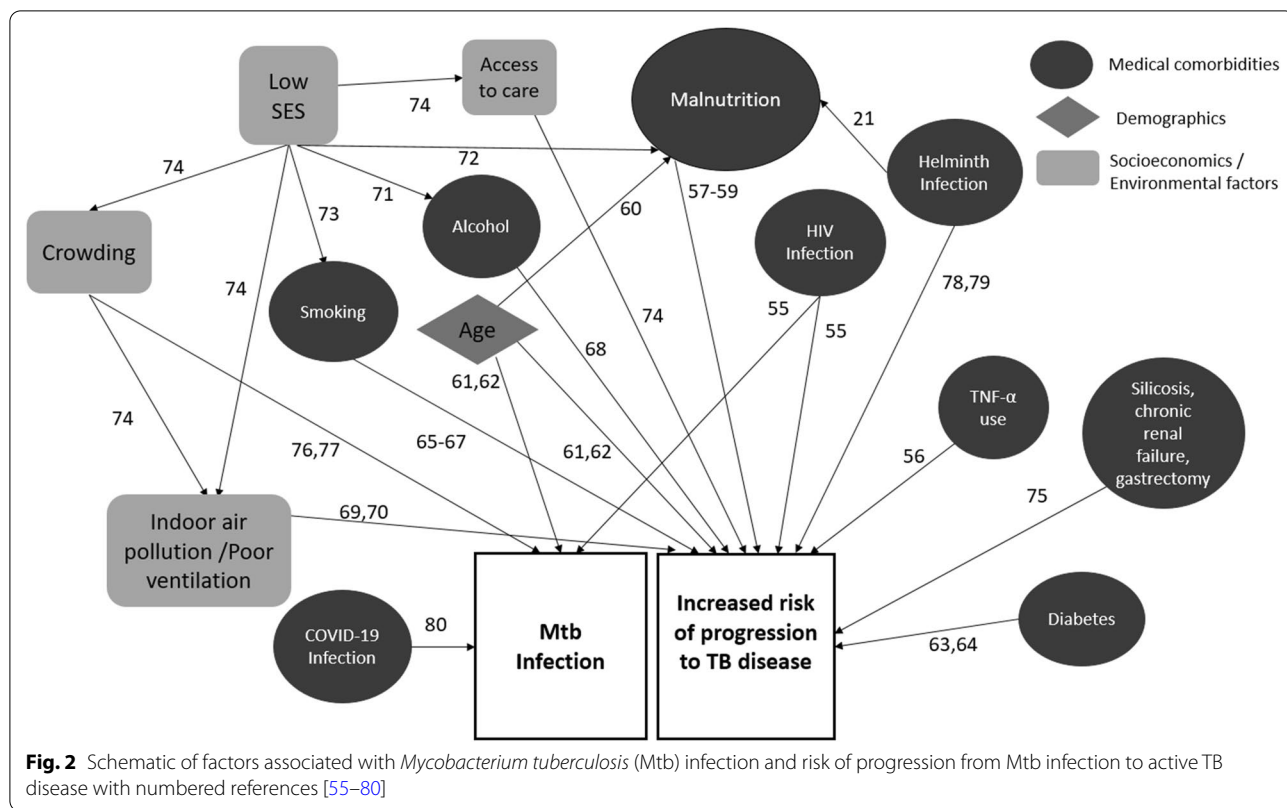 Low
SES
74
Access
to care
Malnutrition
21
Medical comorbidities
Demographics
Socioeconomics /
Environmental factors
Helminth
Infection
74
72
71
73
57-59
60
Alcohol
HIV
Infection
Crowding
74
Smoking
Age
74
55
55
78,79
68
61,62
61,62
65-67
74
76,77
TNF-α
use
56
Silicosis,
chronic
renal
failure,
gastrectomy
75
Indoor air
pollution /Poor
ventilation
69,70
COVID-19
Infection
80
Mtb
Infection
Increased risk
of progression
to TB disease
Diabetes
63,64
Fig. 2 Schematic of factors associated with Mycobacterium tuberculosis (Mtb) infection and risk of progression from Mtb infection to active TB
disease with numbered references [55–80]